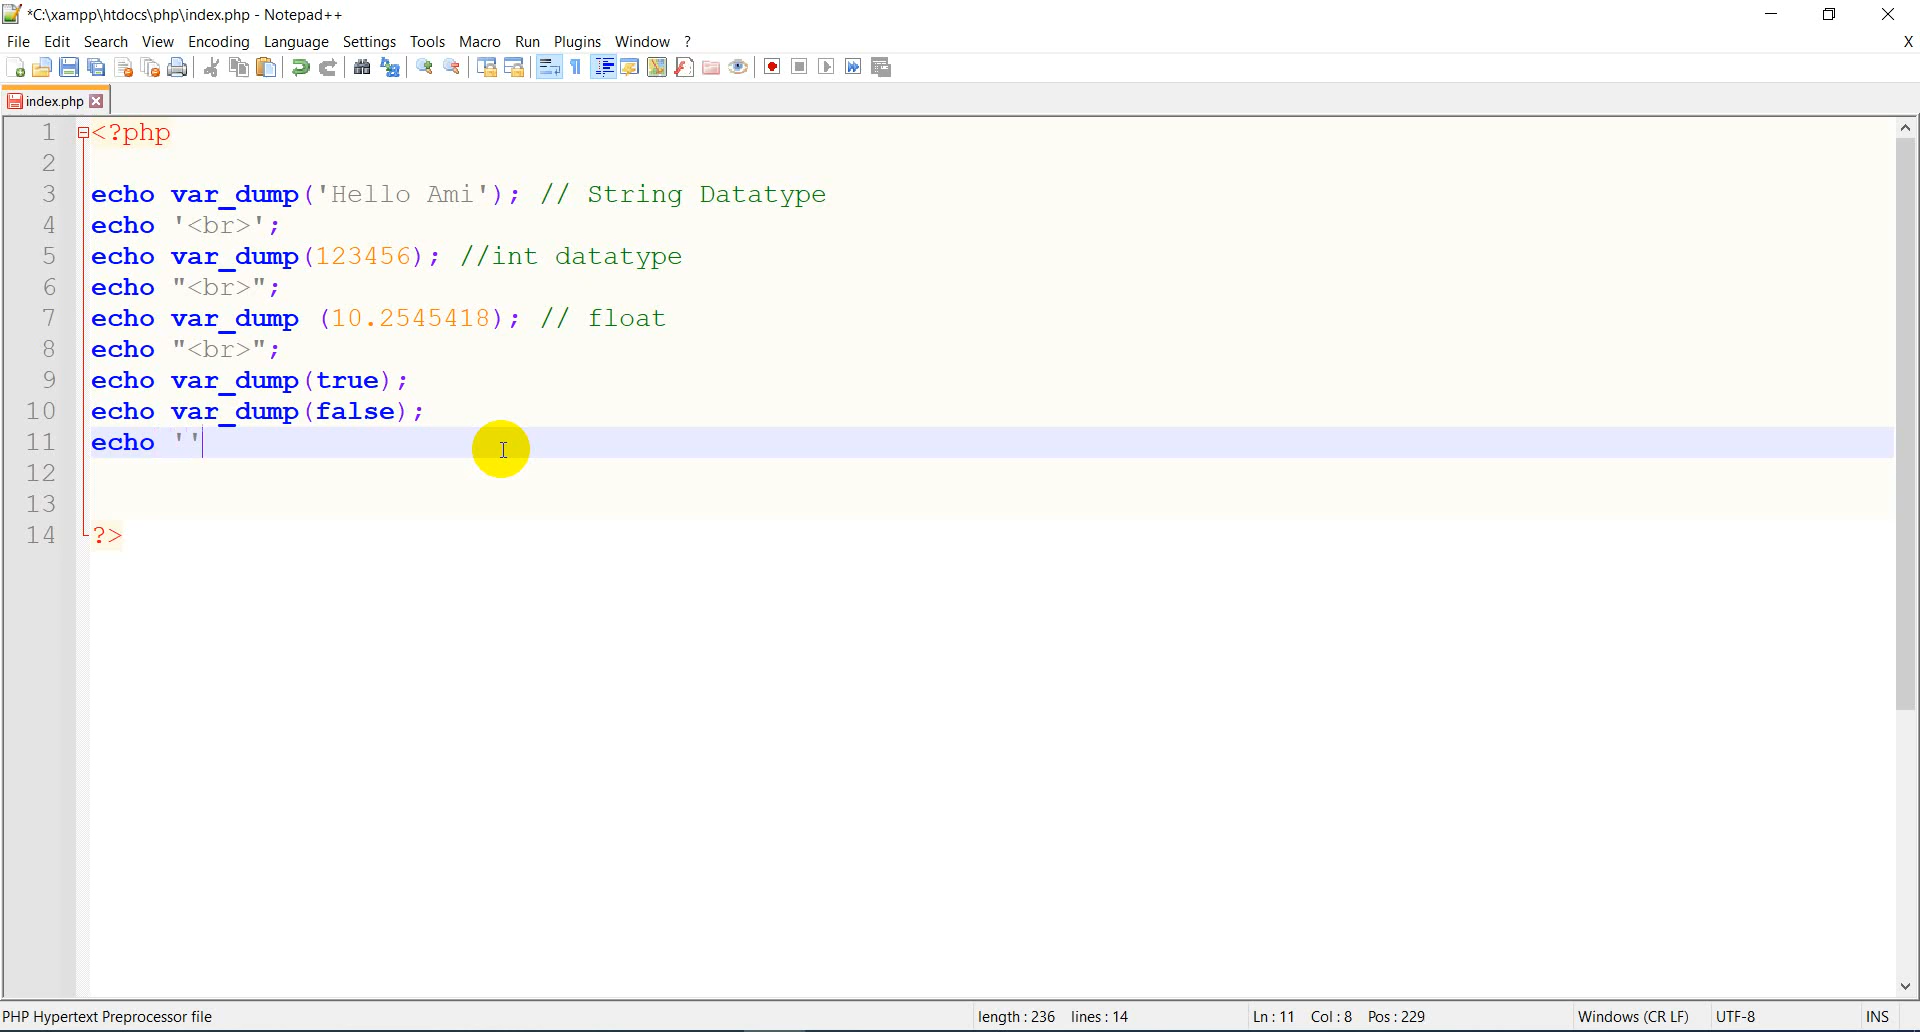 *C:\xampp\htdocs\php\index.php - Notepad++
File Edit Search View Encoding Language Settings Tools Macro Run Plugins Window ? X
index.php
1 <?php
2
3 echo var_dump('Hello Ami'); // String Datatype
4 echo '<br>';
5 echo var_dump(123456); //int datatype
6 echo "<br>";
7 echo var_dump (10.2545418); // float
8 echo "<br>";
9 echo var_dump(true);
10 echo var_dump(false);
11 echo ''
12
13
14 ?>
PHP Hypertext Preprocessor file length : 236 lines : 14 Ln : 11 Col : 8 Pos : 229 Windows (CR LF) UTF-8 INS